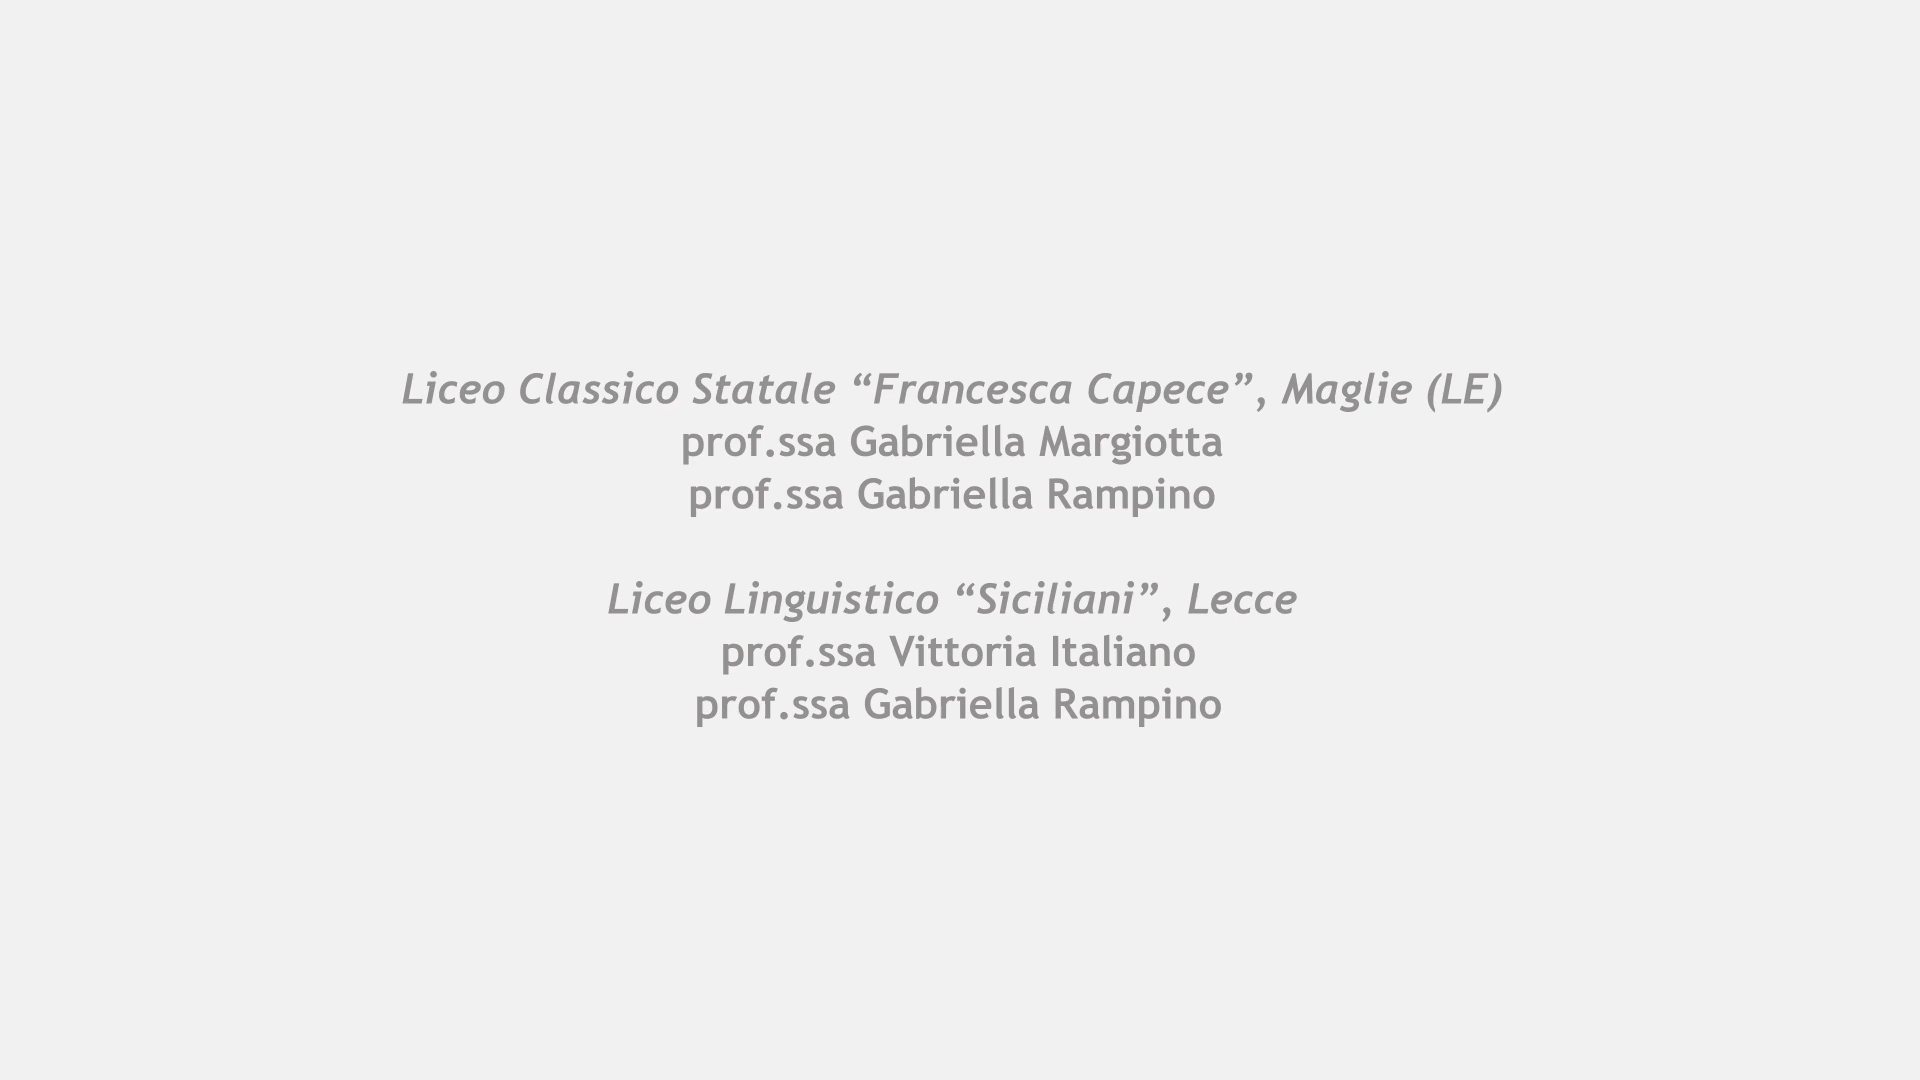 Liceo Classico Statale “Francesca Capece”, Maglie (LE)
prof.ssa Gabriella Margiotta
prof.ssa Gabriella Rampino
Liceo Linguistico “Siciliani”, Lecce
prof.ssa Vittoria Italiano
prof.ssa Gabriella Rampino